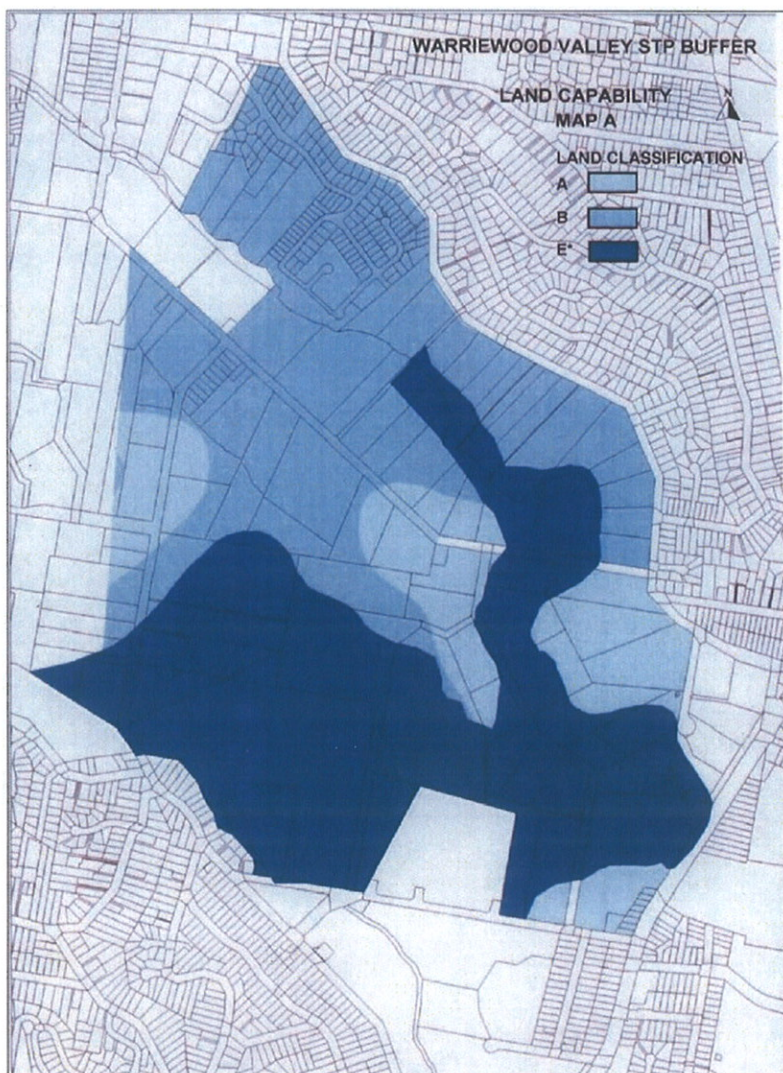 WARRIEWOOD VALLEY STP BUFFER
LAND CAPABILITY
MAP A
N
LAND CLASSIFICATION
A
B
E*